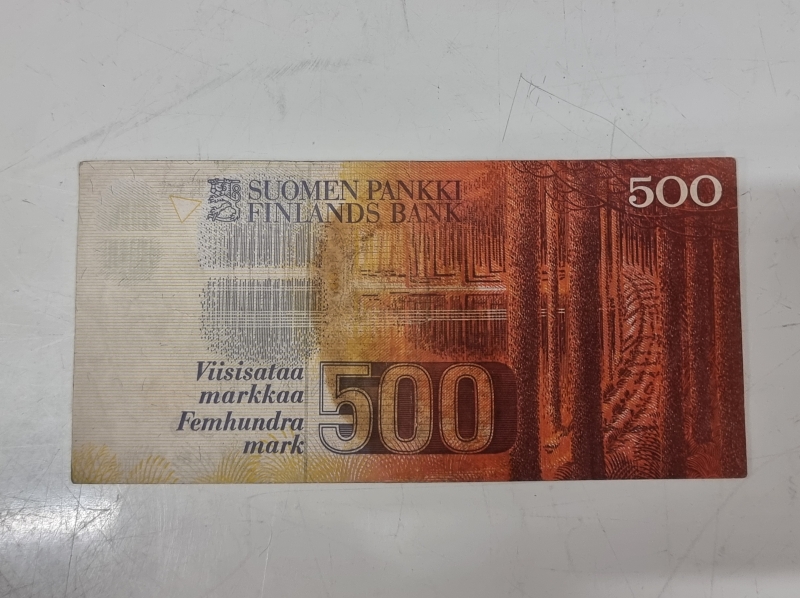 SUOMEN PANKKI
FINLANDS BANK
500
Viisisataa
markkaa
Femhundra
mark
500